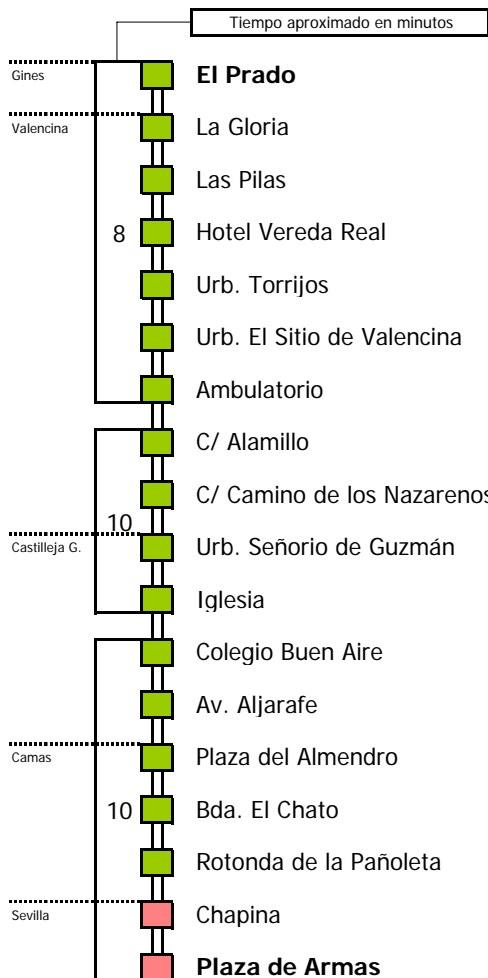 Tiempo aproximado en minutos
Gines
El Prado
Valencina
La Gloria
Las Pilas
8
Hotel Vereda Real
Urb. Torrijos
Urb. El Sitio de Valencina
Ambulatorio
C/ Alamillo
C/ Camino de los Nazarenos
10
Castilleja G.
Urb. Señorio de Guzmán
Iglesia
Colegio Buen Aire
Av. Aljarafe
Camas
Plaza del Almendro
10
Bda. El Chato
Rotonda de la Pañoleta
Sevilla
Chapina
Plaza de Armas